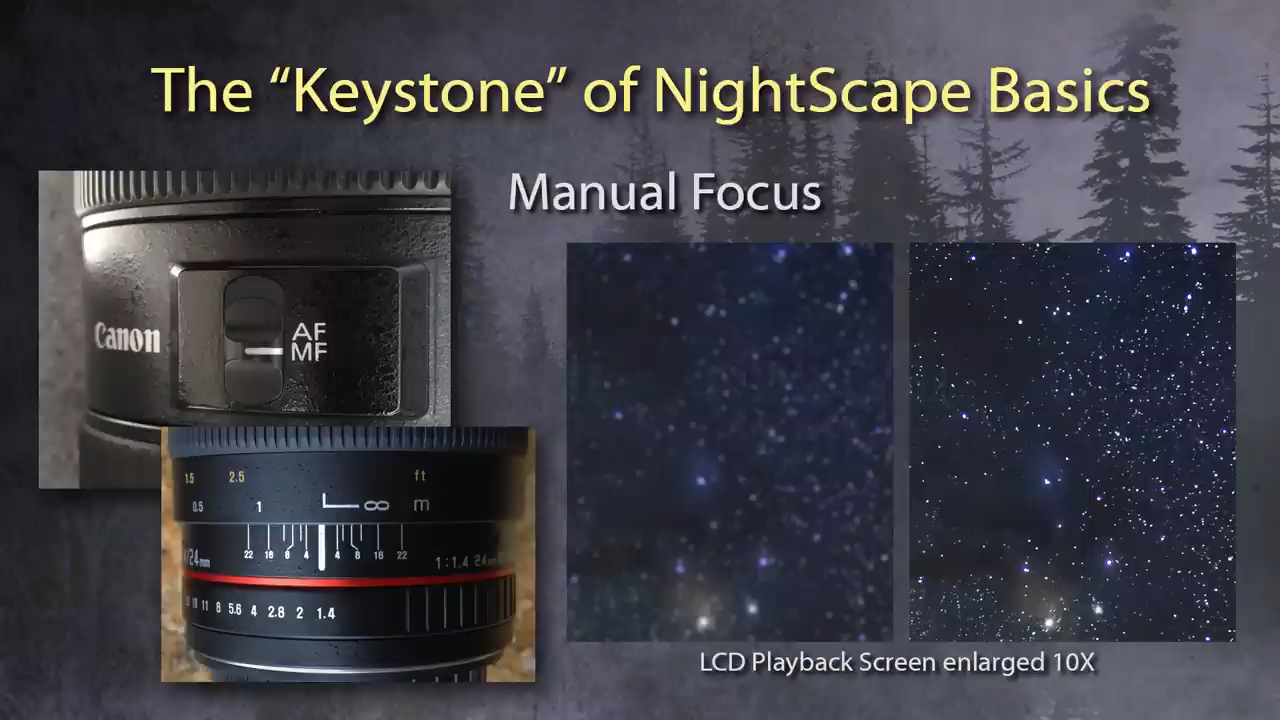 The “Keystone” of NightScape Basics
Manual Focus
Canon
AF
MF
1.5 2.5 ft
0.5 1 ∞ m
22 16 8 4 4 8 16 22
/24mm 1:1.4 24
11 8 5.6 4 2.8 2 1.4
LCD Playback Screen enlarged 10X